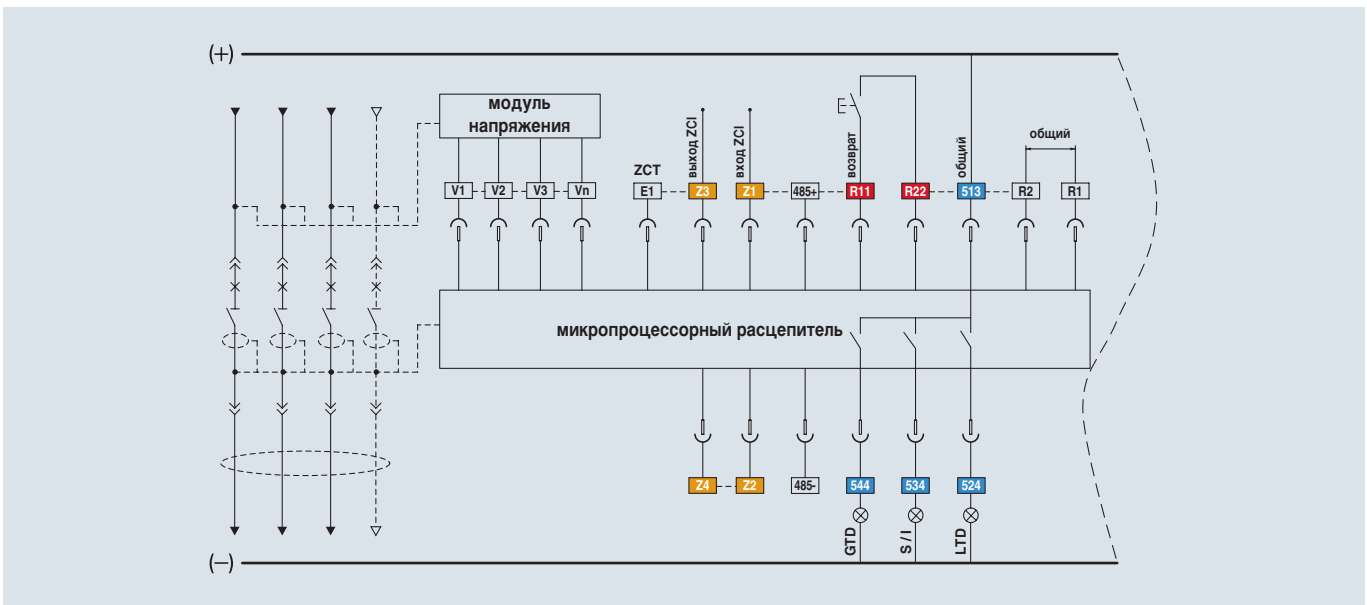 (+)
модуль
напряжения
V1 V2 V3 Vn
ZCT
выход ZCI
вход ZCI
возврат
общий
общий
E1 Z3 Z1 485+ R11 R22 513 R2 R1
микропроцессорный расцепитель
Z4 Z2 485- 544 534 524
GTD
S / I
LTD
(—)